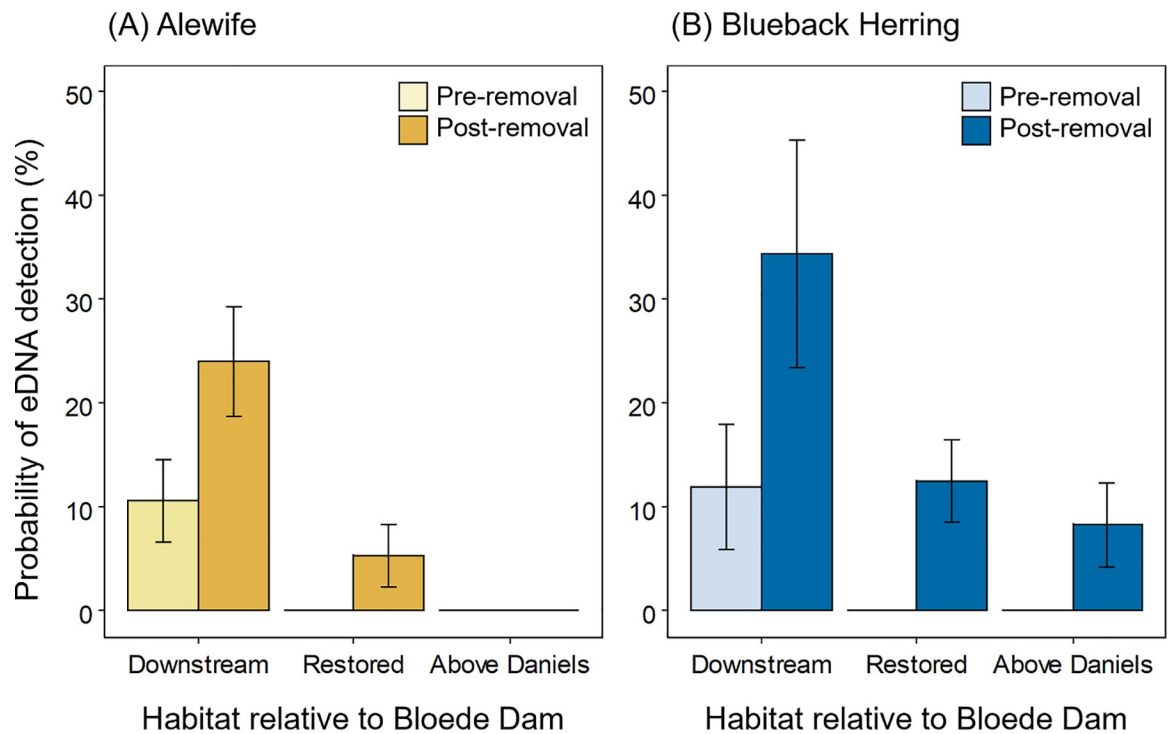 (A) Alewife
Probability of eDNA detection (%)
50
40
30
20
10
0
Pre-removal
Post-removal
Downstream
Restored
Above Daniels
Habitat relative to Bloede Dam
(B) Blueback Herring
50
40
30
20
10
0
Pre-removal
Post-removal
Downstream
Restored
Above Daniels
Habitat relative to Bloede Dam